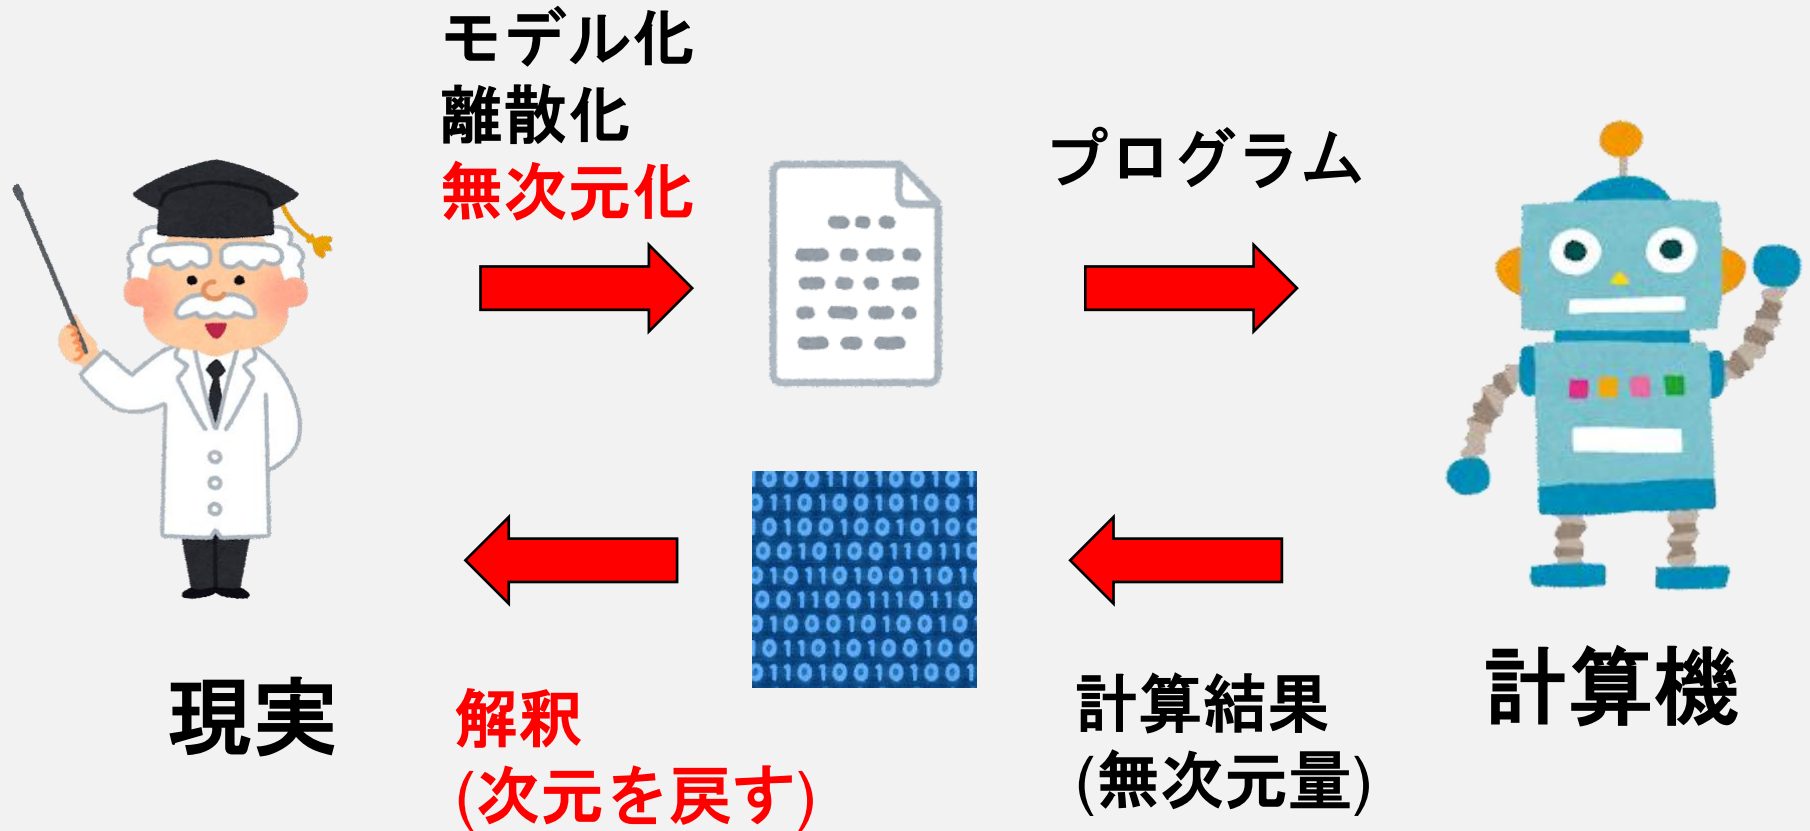 モデル化
離散化
無次元化
プログラム
現実
解釈
(次元を戻す)
計算結果
(無次元量)
計算機